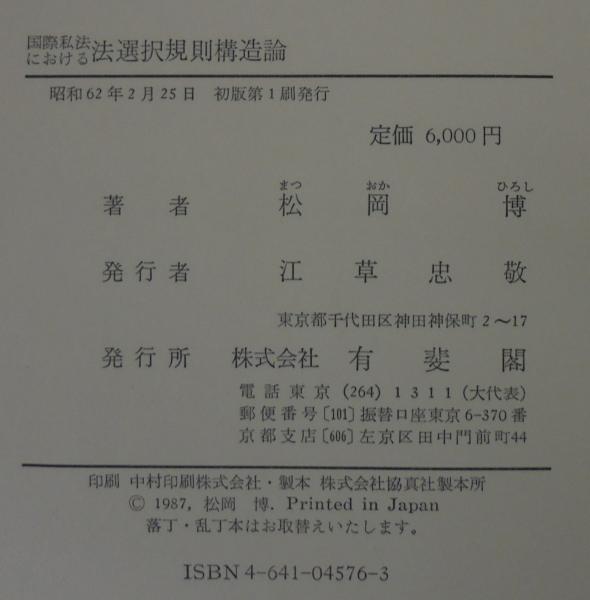 国際私法における 法選択規則構造論
昭和62年2月25日 初版第1刷発行
定価 6,000円
まつ おか ひろし
著者 松岡 博
発行者 江草忠敬
東京都千代田区神田神保町2〜17
発行所 株式会社 有斐閣
電話東京(264)1311(大代表)
郵便番号〔101〕振替口座東京6-370番
京都支店〔606〕左京区田中門前町44
印刷 中村印刷株式会社・製本 株式会社協真社製本所
© 1987, 松岡 博. Printed in Japan
落丁・乱丁本はお取替えいたします。
ISBN 4-641-04576-3